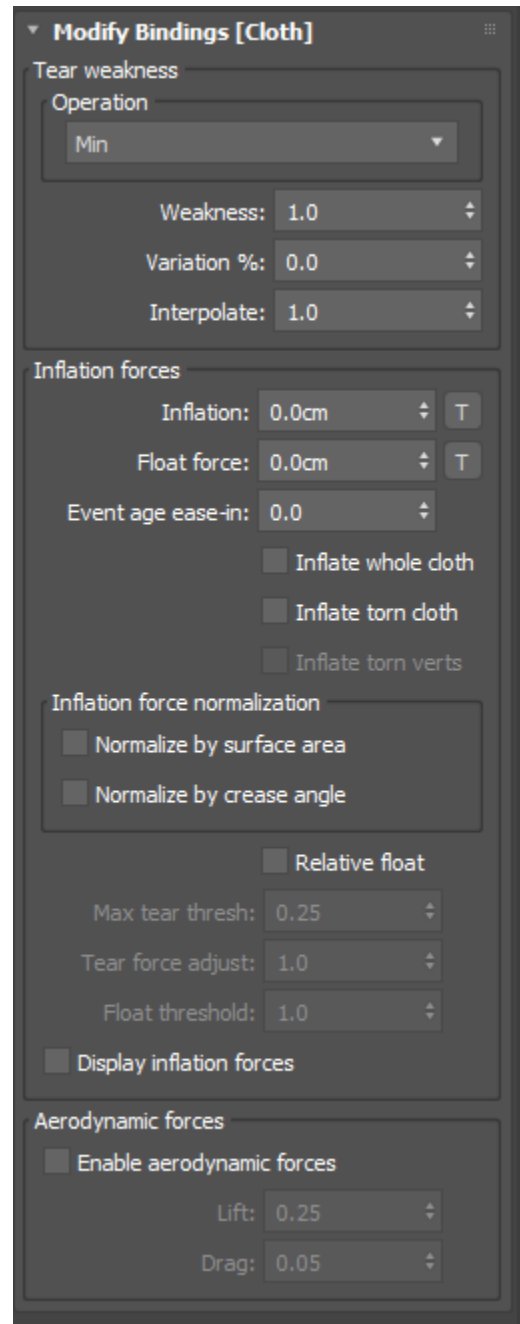 Modify Bindings [Cloth]
Tear weakness
Operation
Min
Weakness: 1.0
Variation %: 0.0
Interpolate: 1.0
Inflation forces
Inflation: 0.0cm T
Float force: 0.0cm T
Event age ease-in: 0.0
Inflate whole cloth
Inflate torn cloth
Inflate torn verts
Inflation force normalization
Normalize by surface area
Normalize by crease angle
Relative float
Max tear thresh: 0.25
Tear force adjust: 1.0
Float threshold: 1.0
Display inflation forces
Aerodynamic forces
Enable aerodynamic forces
Lift: 0.25
Drag: 0.05